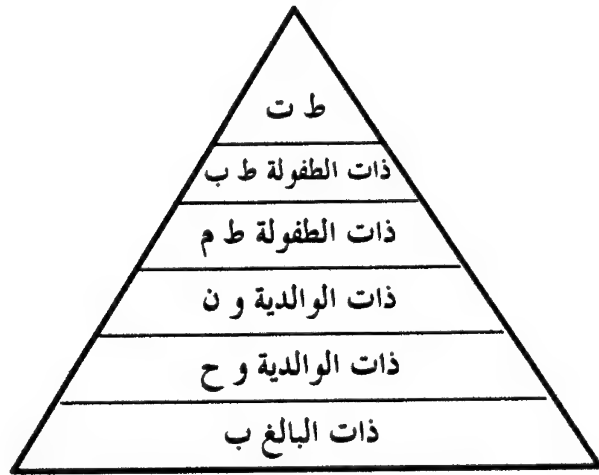 ط ت
ذات الطفولة ط ب
ذات الطفولة ط م
ذات الوالدية و ن
ذات الوالدية و ح
ذات البالغ ب